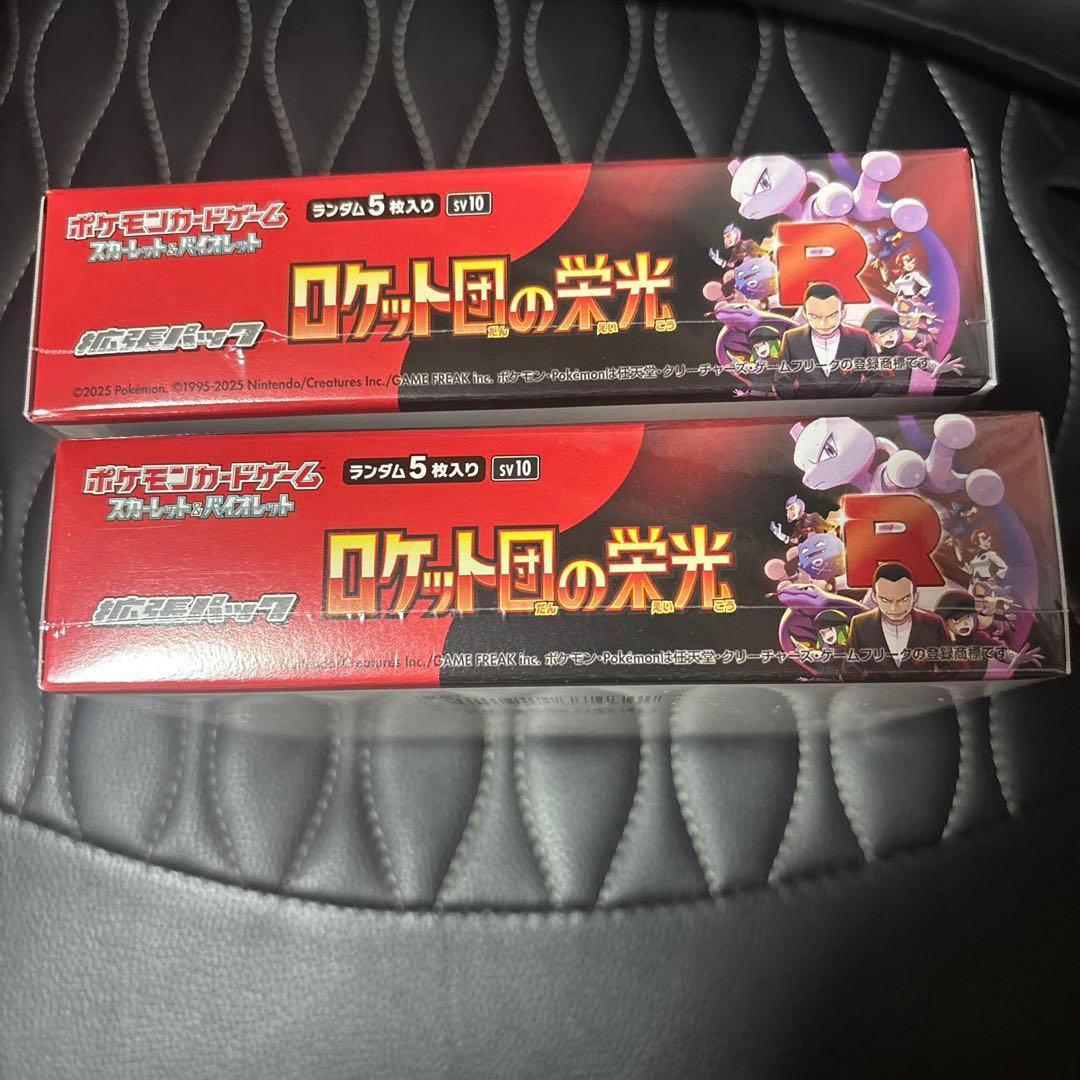 ポケモンカードゲーム
スカーレット&バイオレット
ランダム5枚入り SV10
ロケット団の栄光
だん えい こう
拡張パック
R
©2025 Pokémon. ©1995-2025 Nintendo/Creatures Inc./GAME FREAK inc. ポケモン・Pokémonは任天堂・クリーチャーズ・ゲームフリークの登録商標です。
ポケモンカードゲーム
スカーレット&バイオレット
ランダム5枚入り SV10
ロケット団の栄光
だん えい こう
拡張パック
R
Nintendo/Creatures Inc./GAME FREAK inc. ポケモン・Pokémonは任天堂・クリーチャーズ・ゲームフリークの登録商標です。